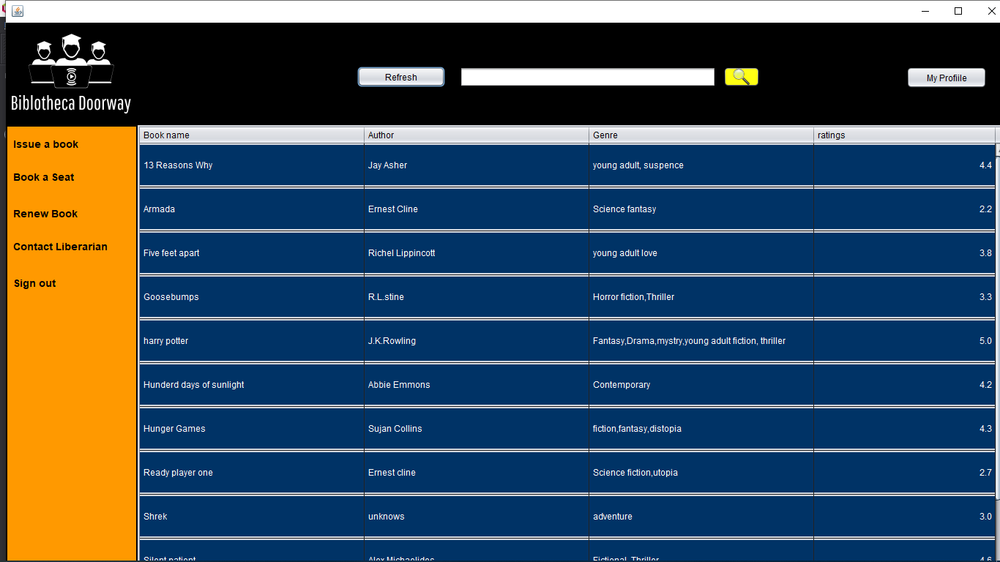 Biblotheca Doorway
Refresh
My Profiile
Issue a book
Book a Seat
Renew Book
Contact Liberarian
Sign out
Book name Author Genre ratings
13 Reasons Why Jay Asher young adult, suspence 4.4
Armada Ernest Cline Science fantasy 2.2
Five feet apart Richel Lippincott young adult love 3.8
Goosebumps R.L.stine Horror fiction,Thriller 3.3
harry potter J.K.Rowling Fantasy,Drama,mystry,young adult fiction, thriller 5.0
Hunderd days of sunlight Abbie Emmons Contemporary 4.2
Hunger Games Sujan Collins fiction,fantasy,distopia 4.3
Ready player one Ernest cline Science fiction,utopia 2.7
Shrek unknows adventure 3.0
Silent patient Alex Michaelides Fictional, Thriller 4.6